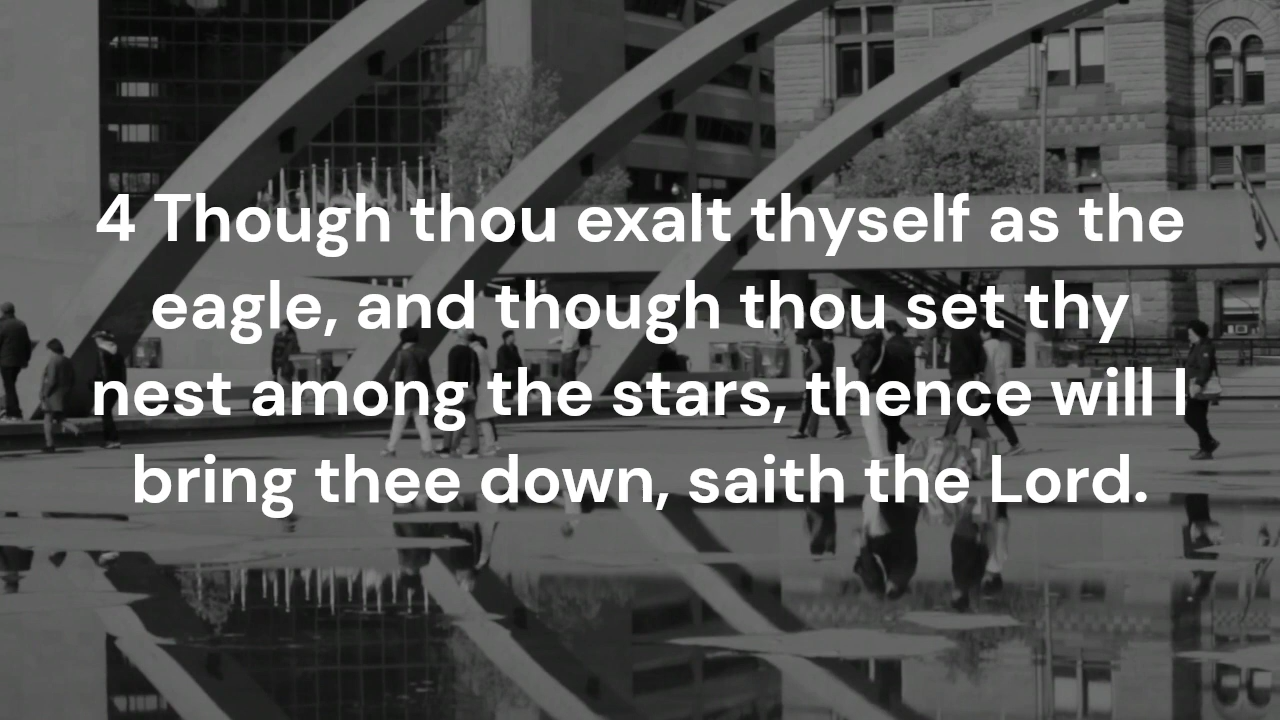 4 Though thou exalt thyself as the
eagle, and though thou set thy
nest among the stars, thence will I
bring thee down, saith the Lord.